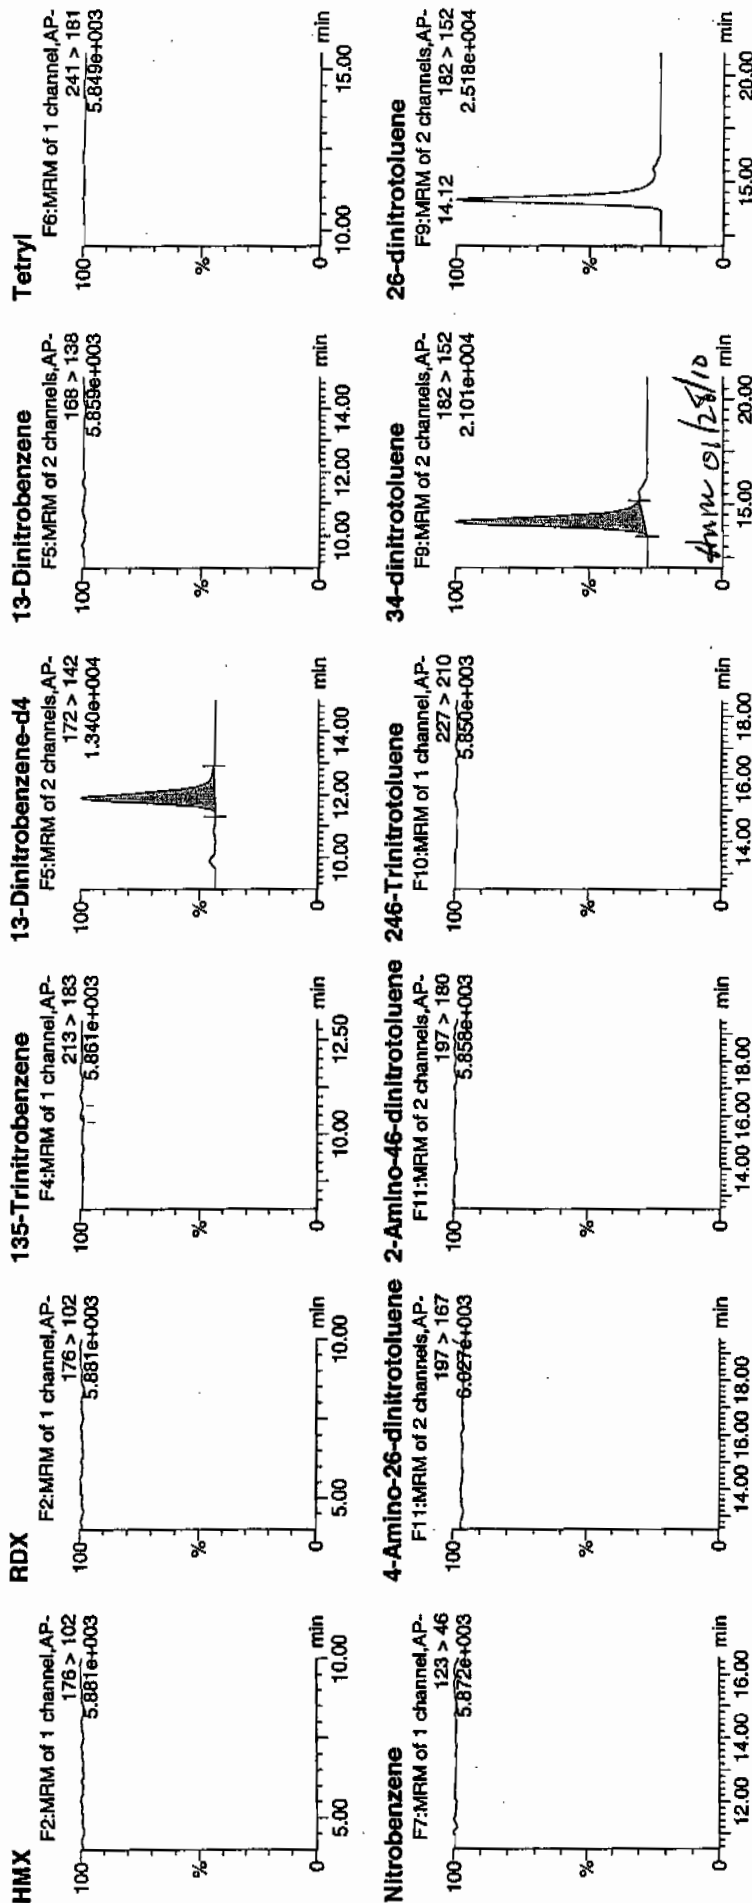 HMX
F2:MRM of 1 channel,AP-
176 > 102
5.881e+003
100
%
0
5.00 10.00 min
RDX
F2:MRM of 1 channel,AP-
176 > 102
5.881e+003
100
%
0
5.00 10.00 min
135-Trinitrobenzene
F4:MRM of 1 channel,AP-
213 > 183
5.861e+003
100
%
0
10.00 12.50 min
13-Dinitrobenzene-d4
F5:MRM of 2 channels,AP-
172 > 142
1.340e+004
100
%
0
10.00 12.00 14.00 min
13-Dinitrobenzene
F5:MRM of 2 channels,AP-
168 > 138
5.859e+003
100
%
0
10.00 12.00 14.00 min
Tetryl
F6:MRM of 1 channel,AP-
241 > 181
5.849e+003
100
%
0
10.00 15.00 min
Nitrobenzene
F7:MRM of 1 channel,AP-
123 > 46
5.872e+003
100
%
0
12.00 14.00 16.00 min
4-Amino-26-dinitrotoluene
F11:MRM of 2 channels,AP-
197 > 167
6.027e+003
100
%
0
14.00 16.00 18.00 min
2-Amino-46-dinitrotoluene
F11:MRM of 2 channels,AP-
197 > 180
5.858e+003
100
%
0
14.00 16.00 18.00 min
246-Trinitrotoluene
F10:MRM of 1 channel,AP-
227 > 210
5.850e+003
100
%
0
14.00 16.00 18.00 min
34-dinitrotoluene
F9:MRM of 2 channels,AP-
182 > 152
2.101e+004
100
%
0
15.00 20.00 min
01/28/10
26-dinitrotoluene
F9:MRM of 2 channels,AP-
182 > 152
14.12
2.518e+004
100
%
0
15.00 20.00 min